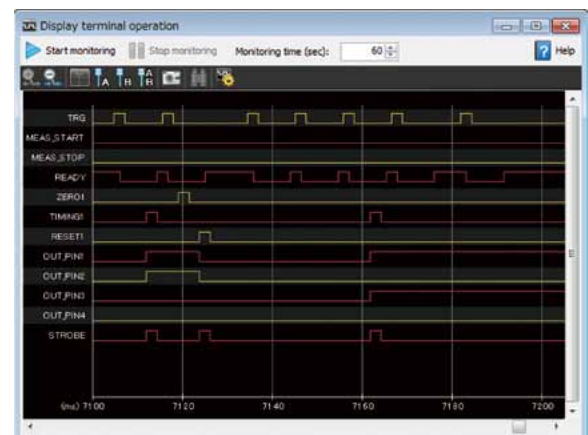 Display terminal operation
Start monitoring Stop monitoring Monitoring time (sec): 60 Help
A B A B
TRG
MEAS_START
MEAS_STOP
READY
ZERO1
TIMING1
RESET1
OUT_PIN1
OUT_PIN2
OUT_PIN3
OUT_PIN4
STROBE
(ms) 7100 7120 7140 7160 7180 7200